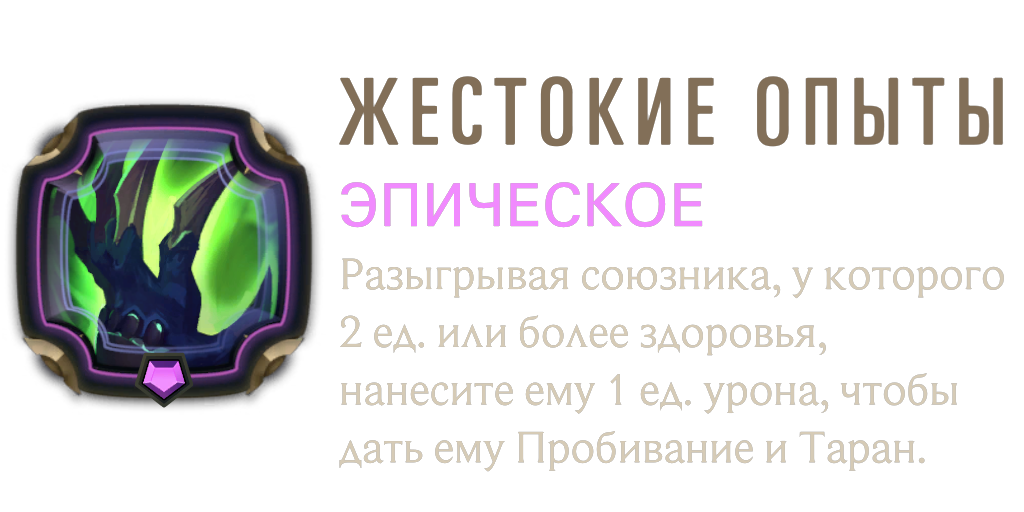 ЖЕСТОКИЕ ОПЫТЫ
ЭПИЧЕСКОЕ
Разыгрывая союзника, у которого
2 ед. или более здоровья,
нанесите ему 1 ед. урона, чтобы
дать ему Пробивание и Таран.